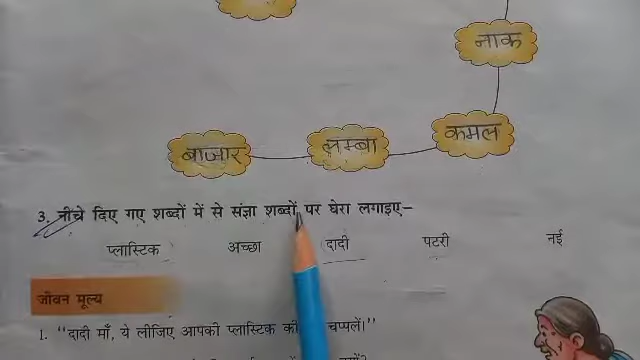 नाक
कमल
लम्बा
बाजार
3. नीचे दिए गए शब्दों में से संज्ञा शब्दों पर घेरा लगाइए–
प्लास्टिक अच्छा दादी पटरी नई
जीवन मूल्य
1. "दादी माँ, ये लीजिए आपकी प्लास्टिक की चप्पलें।"